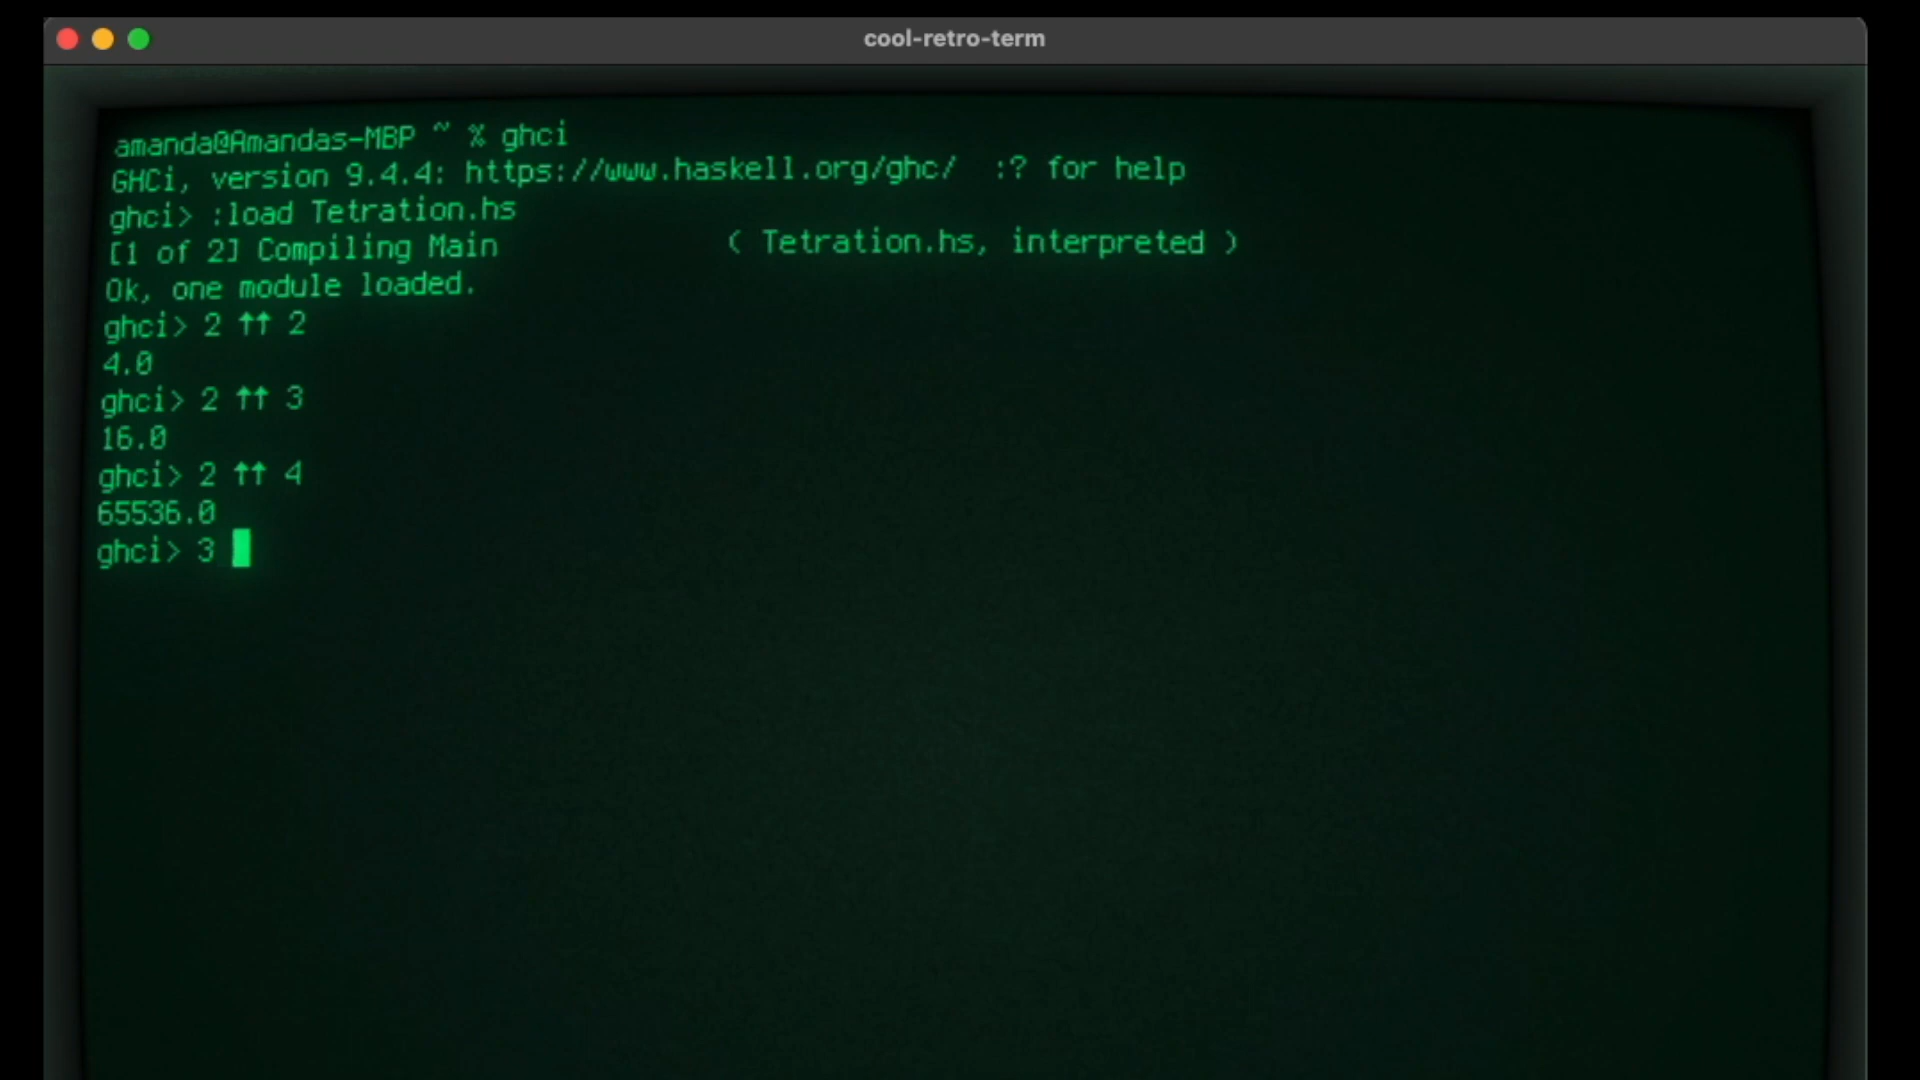 cool-retro-term
amanda@Amandas-MBP ~ % ghci
GHCi, version 9.4.4: https://www.haskell.org/ghc/  :? for help
ghci> :load Tetration.hs
[1 of 2] Compiling Main             ( Tetration.hs, interpreted )
Ok, one module loaded.
ghci> 2 ↑↑ 2
4.0
ghci> 2 ↑↑ 3
16.0
ghci> 2 ↑↑ 4
65536.0
ghci> 3